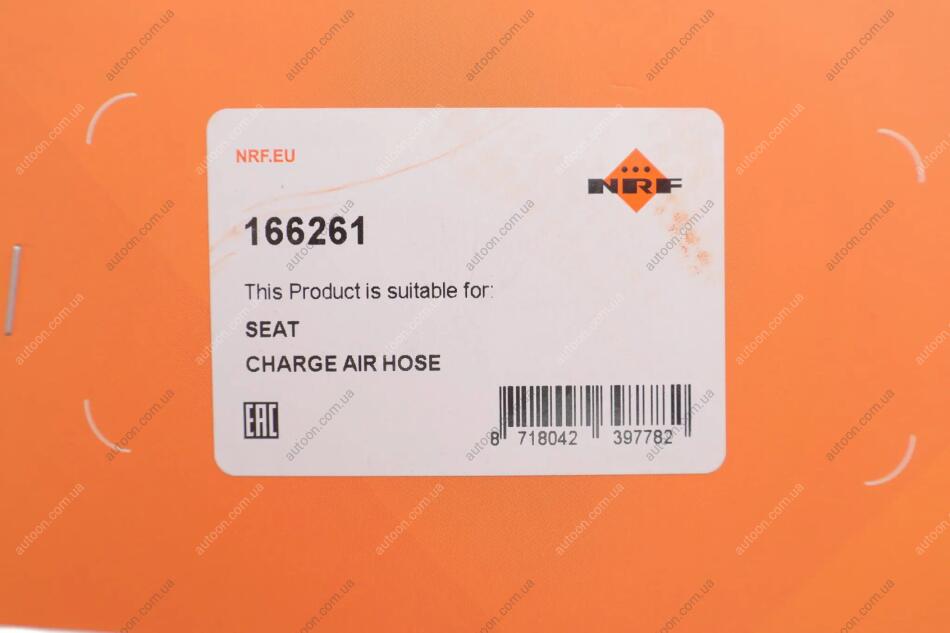 NRF.EU
NRF
166261
This Product is suitable for:
SEAT
CHARGE AIR HOSE
EAC
8 718042 397782
autoon.com.ua